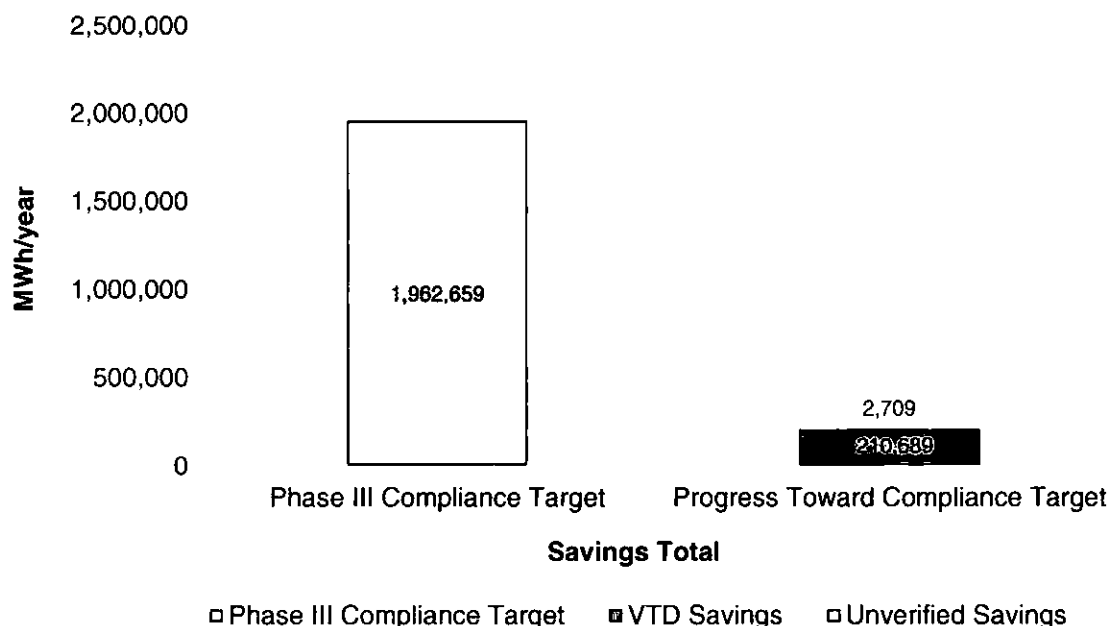 2,500,000
2,000,000
1,500,000
1,000,000
500,000
0
MWh/year
1,962,659
2,709
210,689
Phase III Compliance Target
Progress Toward Compliance Target
Savings Total
Phase III Compliance Target VTD Savings Unverified Savings